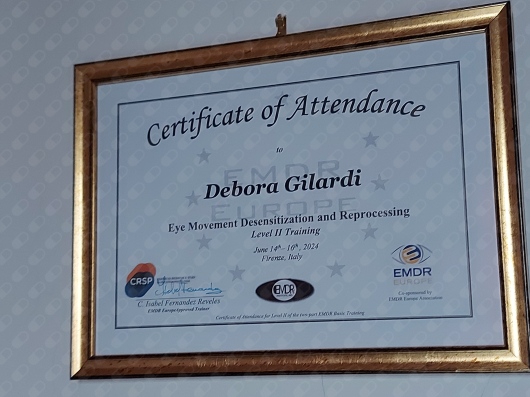 Certificate of Attendance
to
Debora Gilardi
EMDR
EUROPE
Eye Movement Desensitization and Reprocessing
Level II Training
June 14th– 16th, 2024
Firenze, Italy
CRSP
C. Isabel Fernandez Reveles
EMDR Europe Approved Trainer
EMDR
EMDR
EUROPE
Co-sponsored by
EMDR Europe Association
Certificate of Attendance for Level II of the two-part EMDR Basic Training